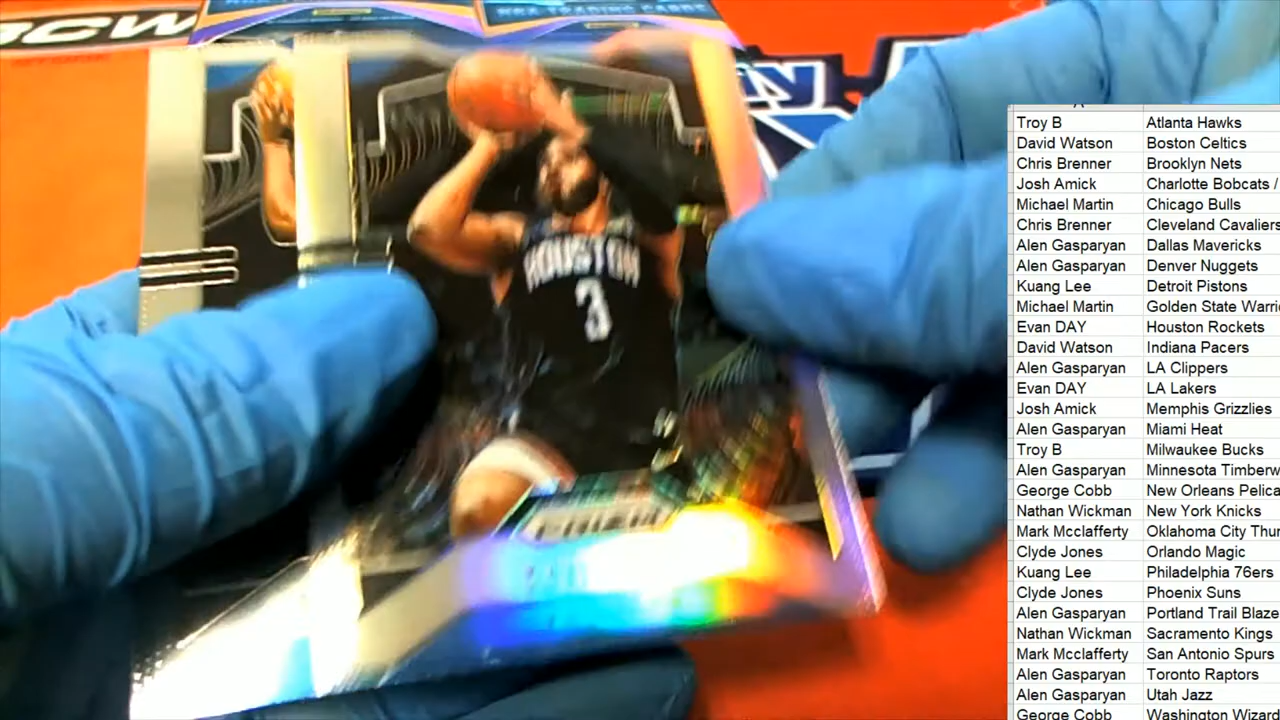 BCW
NBA TRADING CARDS
HOUSTON
3
Troy B Atlanta Hawks
David Watson Boston Celtics
Chris Brenner Brooklyn Nets
Josh Amick Charlotte Bobcats /
Michael Martin Chicago Bulls
Chris Brenner Cleveland Cavaliers
Alen Gasparyan Dallas Mavericks
Alen Gasparyan Denver Nuggets
Kuang Lee Detroit Pistons
Michael Martin Golden State Warri
Evan DAY Houston Rockets
David Watson Indiana Pacers
Alen Gasparyan LA Clippers
Evan DAY LA Lakers
Josh Amick Memphis Grizzlies
Alen Gasparyan Miami Heat
Troy B Milwaukee Bucks
Alen Gasparyan Minnesota Timberw
George Cobb New Orleans Pelica
Nathan Wickman New York Knicks
Mark Mcclafferty Oklahoma City Thun
Clyde Jones Orlando Magic
Kuang Lee Philadelphia 76ers
Clyde Jones Phoenix Suns
Alen Gasparyan Portland Trail Blaze
Nathan Wickman Sacramento Kings
Mark Mcclafferty San Antonio Spurs
Alen Gasparyan Toronto Raptors
Alen Gasparyan Utah Jazz
George Cobb Washington Wizard